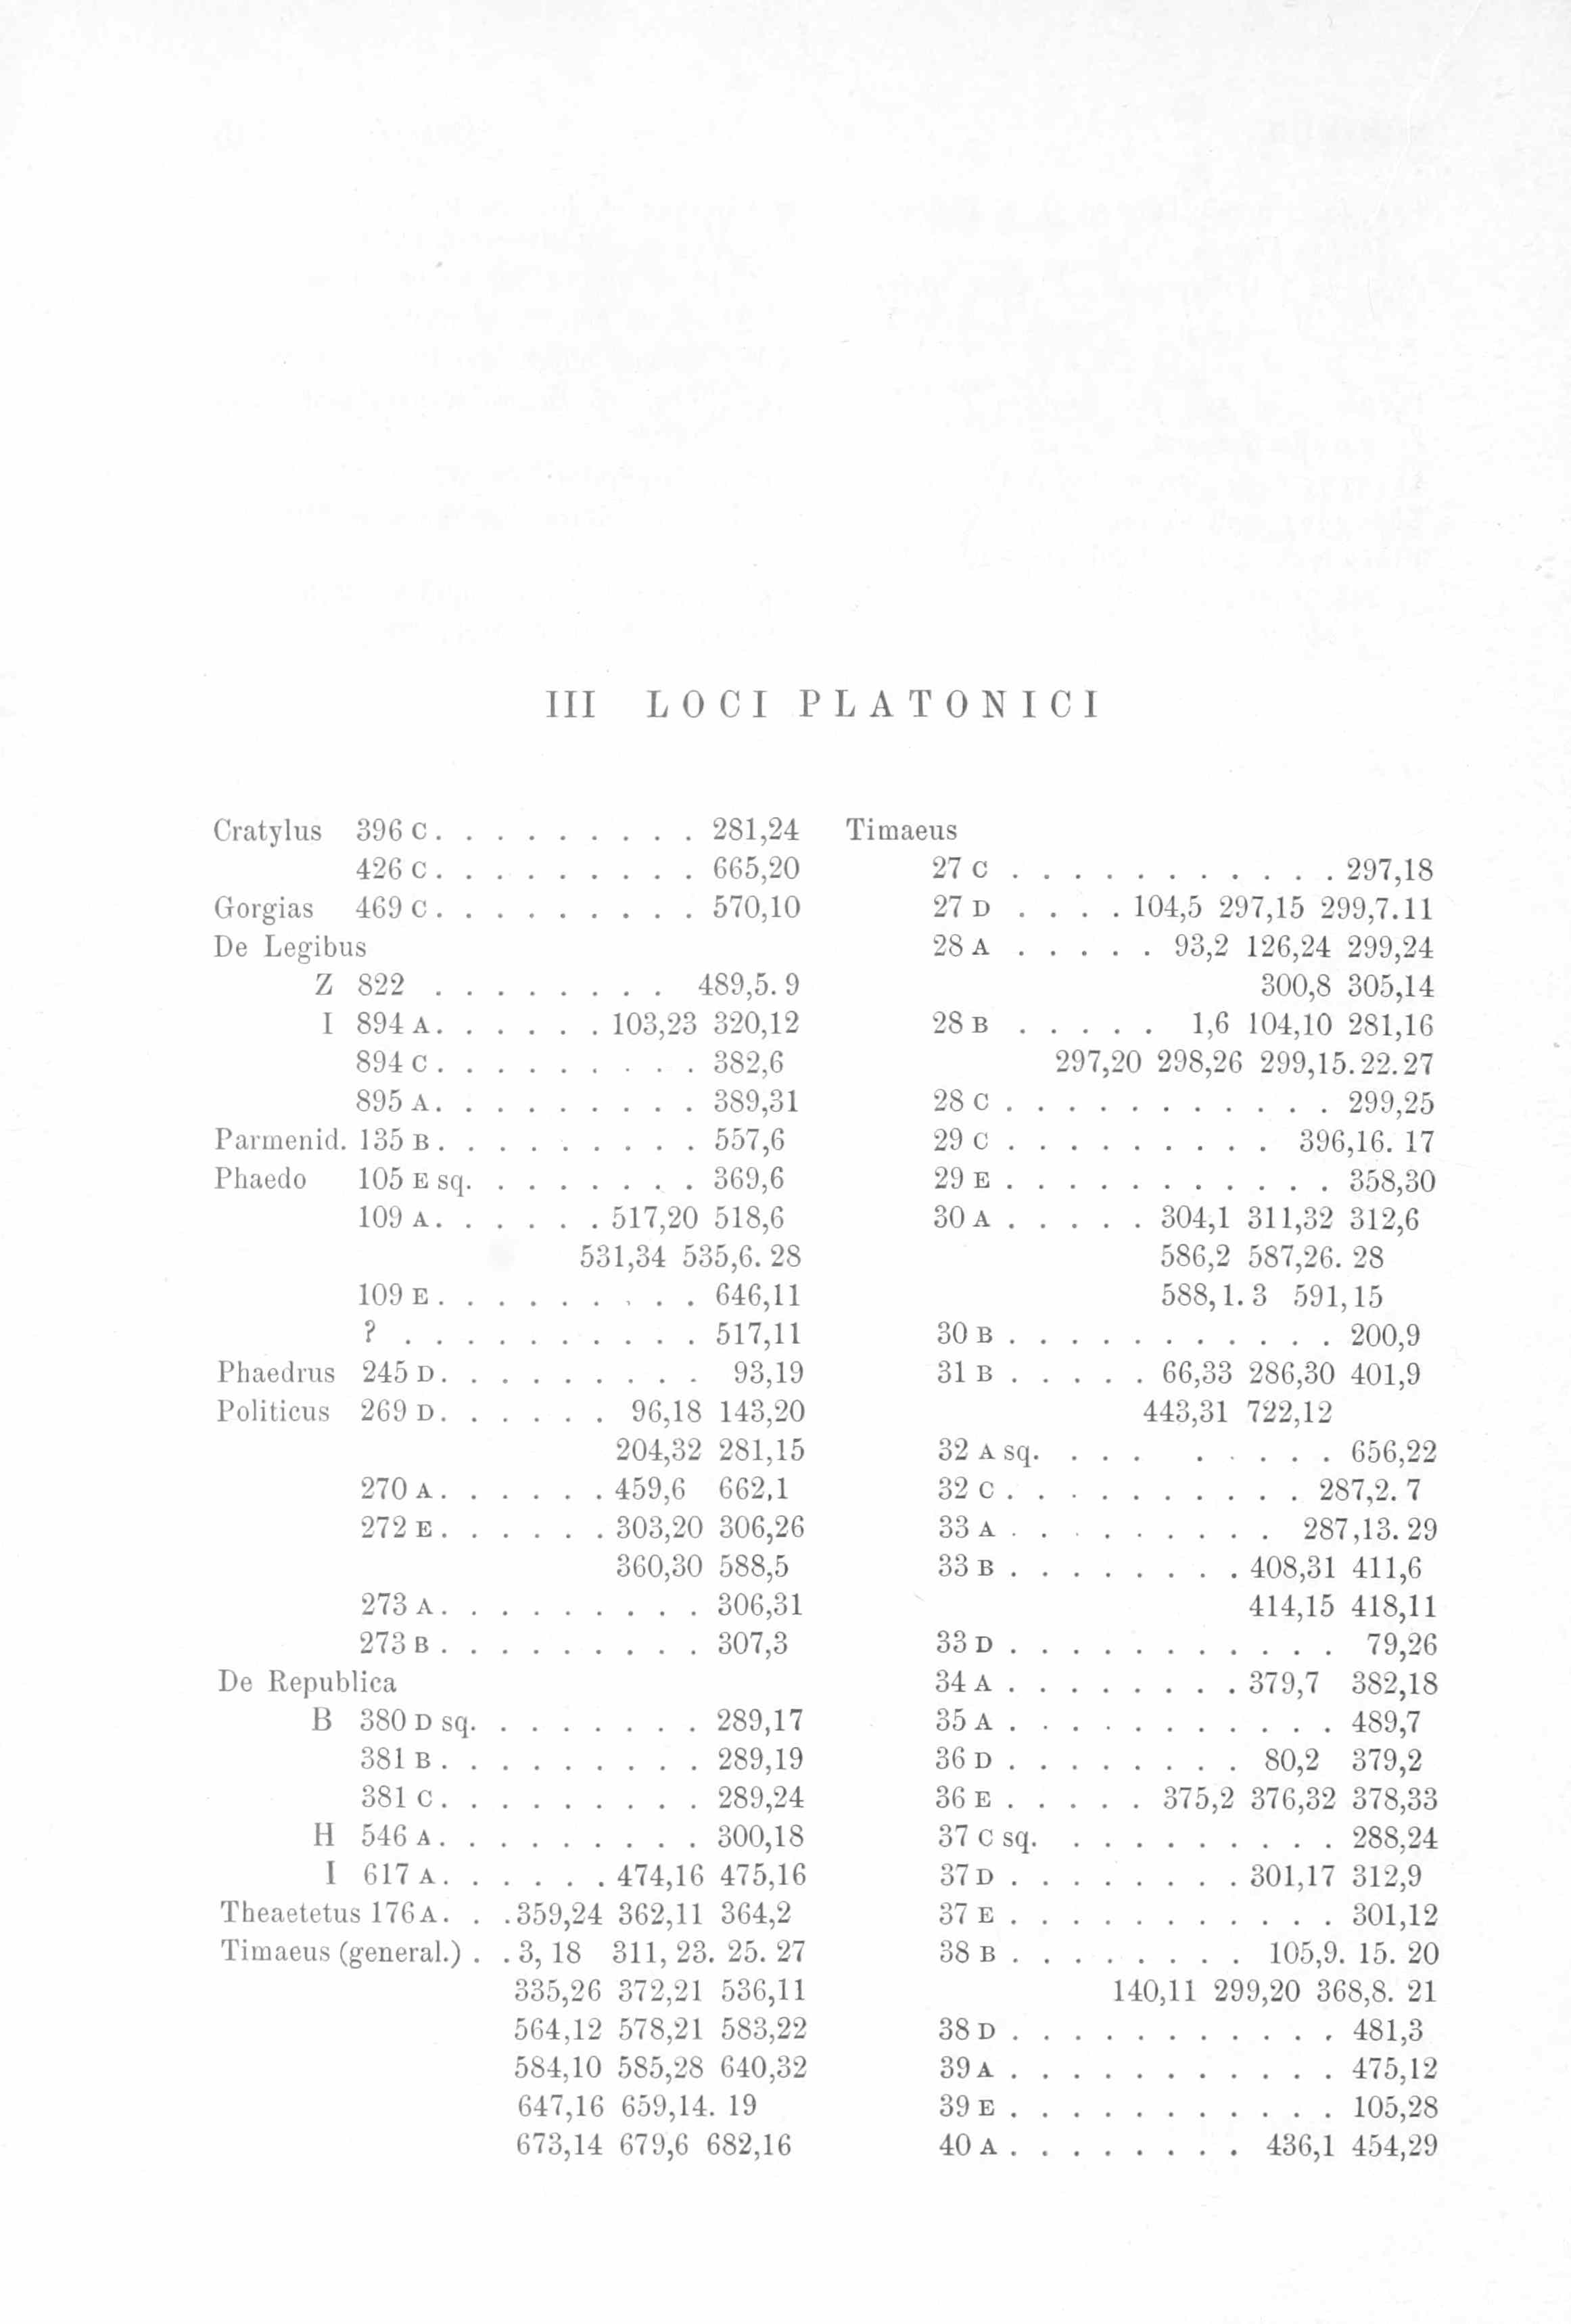 III LOCI PLATONICI
Cratylus 396 C. . . . . . . . . 281,24
426 C. . . . . . . . . 665,20
Gorgias 469 C. . . . . . . . . 570,10
De Legibus
Z 822 . . . . . . . . 489,5. 9
I 894 A. . . . . . 103,23 320,12
894 C. . . . . . . . . 382,6
895 A. . . . . . . . . 389,31
Parmenid. 135 B. . . . . . . . . 557,6
Phaedo 105 E sq. . . . . . . . 369,6
109 A. . . . . . 517,20 518,6
531,34 535,6. 28
109 E. . . . . . . . . 646,11
? . . . . . . . . . . 517,11
Phaedrus 245 D. . . . . . . . . 93,19
Politicus 269 D. . . . . . 96,18 143,20
204,32 281,15
270 A. . . . . . 459,6 662,1
272 E. . . . . . 303,20 306,26
360,30 588,5
273 A. . . . . . . . . 306,31
273 B. . . . . . . . . 307,3
De Republica
B 380 D sq. . . . . . . . 289,17
381 B. . . . . . . . . 289,19
381 C. . . . . . . . . 289,24
H 546 A. . . . . . . . . 300,18
I 617 A. . . . . . 474,16 475,16
Theaetetus 176 A. . . 359,24 362,11 364,2
Timaeus (general.) . . 3, 18 311, 23. 25. 27
335,26 372,21 536,11
564,12 578,21 583,22
584,10 585,28 640,32
647,16 659,14. 19
673,14 679,6 682,16
Timaeus
27 C . . . . . . . . . . . 297,18
27 D . . . . 104,5 297,15 299,7.11
28 A . . . . . 93,2 126,24 299,24
300,8 305,14
28 B . . . . . 1,6 104,10 281,16
297,20 298,26 299,15.22.27
28 C . . . . . . . . . . . 299,25
29 C . . . . . . . . . 396,16. 17
29 E . . . . . . . . . . . 358,30
30 A . . . . . 304,1 311,32 312,6
586,2 587,26. 28
588,1. 3 591,15
30 B . . . . . . . . . . . 200,9
31 B . . . . . 66,33 286,30 401,9
443,31 722,12
32 A sq. . . . . . . . . 656,22
32 C . . . . . . . . . . 287,2. 7
33 A . . . . . . . . . 287,13. 29
33 B . . . . . . . . 408,31 411,6
414,15 418,11
33 D . . . . . . . . . . . 79,26
34 A . . . . . . . . 379,7 382,18
35 A . . . . . . . . . . . 489,7
36 D . . . . . . . . 80,2 379,2
36 E . . . . . 375,2 376,32 378,33
37 C sq. . . . . . . . . . 288,24
37 D . . . . . . . . 301,17 312,9
37 E . . . . . . . . . . . 301,12
38 B . . . . . . . . 105,9. 15. 20
140,11 299,20 368,8. 21
38 D . . . . . . . . . . . 481,3
39 A . . . . . . . . . . . 475,12
39 E . . . . . . . . . . . 105,28
40 A . . . . . . . . 436,1 454,29